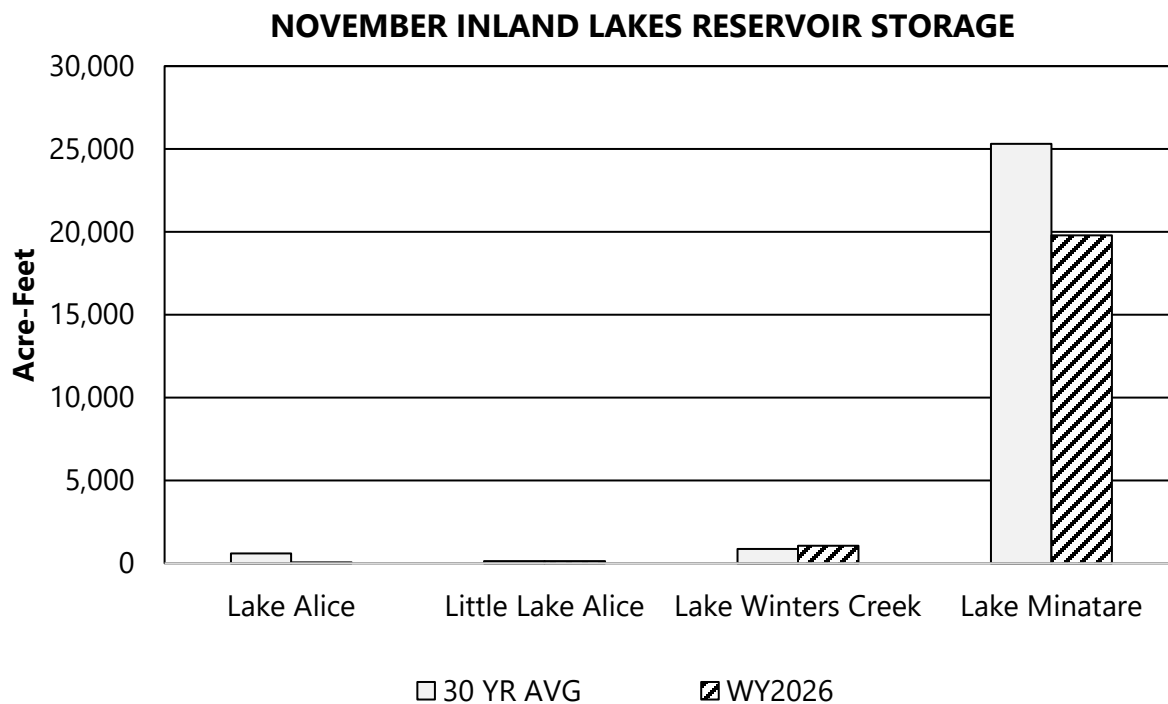 NOVEMBER INLAND LAKES RESERVOIR STORAGE
30,000
25,000
20,000
15,000
10,000
5,000
0
Acre-Feet
Lake Alice Little Lake Alice Lake Winters Creek Lake Minatare
30 YR AVG WY2026